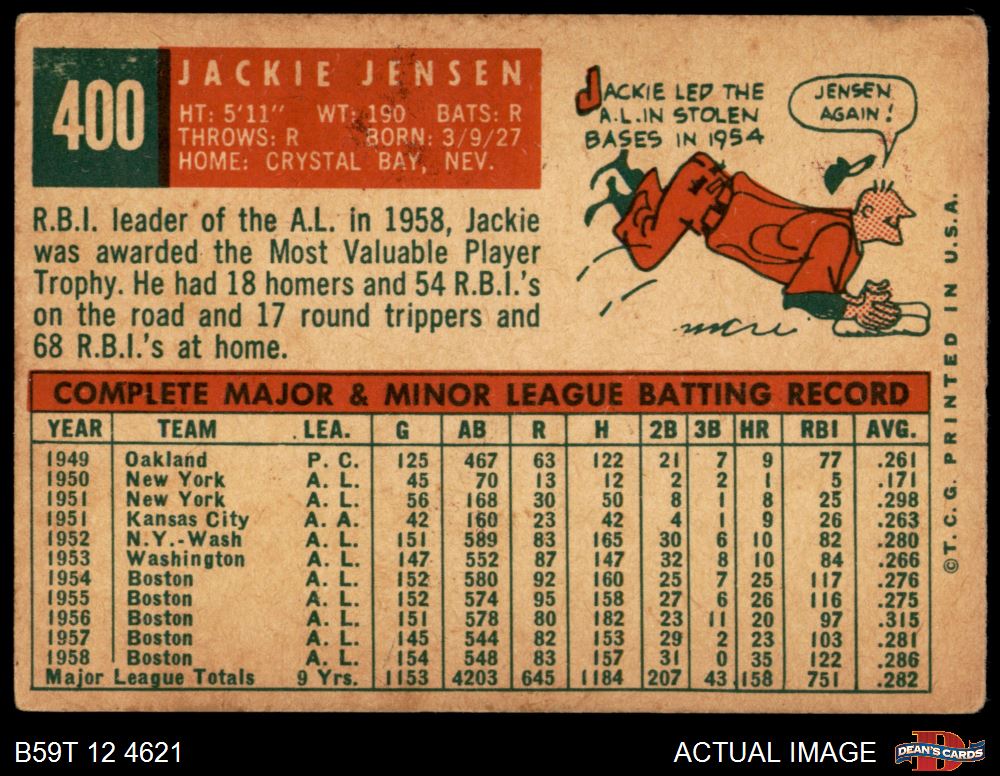 400
JACKIE JENSEN
HT: 5'11" WT: 190 BATS: R
THROWS: R BORN: 3/9/27
HOME: CRYSTAL BAY, NEV.
R.B.I. leader of the A.L. in 1958, Jackie
was awarded the Most Valuable Player
Trophy. He had 18 homers and 54 R.B.I.'s
on the road and 17 round trippers and
68 R.B.I.'s at home.
JACKIE LED THE
A.L. IN STOLEN
BASES IN 1954
JENSEN
AGAIN!
COMPLETE MAJOR & MINOR LEAGUE BATTING RECORD
YEAR TEAM LEA. G AB R H 2B 3B HR RBI AVG.
1949 Oakland P. C. 125 467 63 122 21 7 9 77 .261
1950 New York A. L. 45 70 13 12 2 2 1 5 .171
1951 New York A. L. 56 168 30 50 8 1 8 25 .298
1951 Kansas City A. A. 42 160 23 42 4 1 9 26 .263
1952 N.Y.-Wash A. L. 151 589 83 165 30 6 10 82 .280
1953 Washington A. L. 147 552 87 147 32 8 10 84 .266
1954 Boston A. L. 152 580 92 160 25 7 25 117 .276
1955 Boston A. L. 152 574 95 158 27 6 26 116 .275
1956 Boston A. L. 151 578 80 182 23 11 20 97 .315
1957 Boston A. L. 145 544 82 153 29 2 23 103 .281
1958 Boston A. L. 154 548 83 157 31 0 35 122 .286
Major League Totals 9 Yrs. 1153 4203 645 1184 207 43 158 751 .282
©T. C. G. PRINTED IN U.S.A.
B59T 12 4621
ACTUAL IMAGE
DEAN'S CARDS